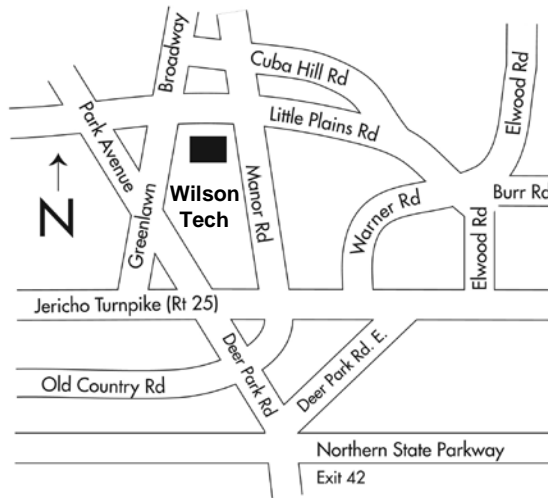 Broadway
Cuba Hill Rd
Elwood Rd
Park Avenue
Little Plains Rd
N
Wilson
Tech
Manor Rd
Greenlawn
Warner Rd
Burr Rd
Elwood Rd
Jericho Turnpike (Rt 25)
Deer Park Rd
Deer Park Rd. E.
Old Country Rd
Northern State Parkway
Exit 42